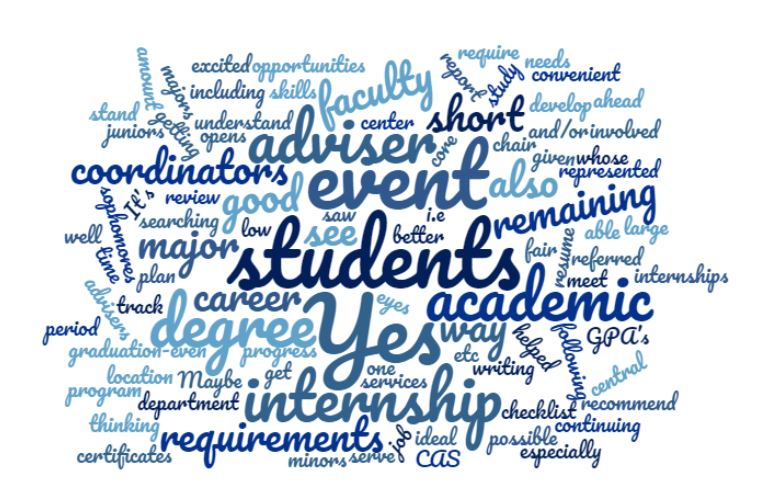 excited opportunities
require needs
report study convenient
amount majors including skills faculty
develop ahead
stand getting understand center short
juniors opens adviser core chair and/or involved
coordinators event also given whose
represented
sophomores It's review good saw i.e remaining
searching low see better able large
well time major students fair resume referred
plan meet internships
advisers track career eyes academic
period degree Yes way helped following GPA's
graduation-even progress etc
location Maybe get one writing central
program services
department internship checklist recommend
thinking requirements job ideal possible continuing
certificates minors serve CAS especially